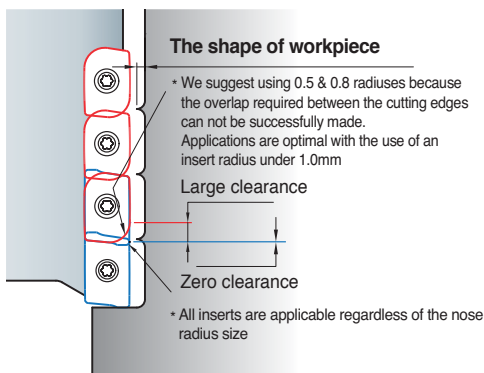 The shape of workpiece
* We suggest using 0.5 & 0.8 radiuses because
the overlap required between the cutting edges
can not be successfully made.
Applications are optimal with the use of an
insert radius under 1.0mm
Large clearance
Zero clearance
* All inserts are applicable regardless of the nose
radius size